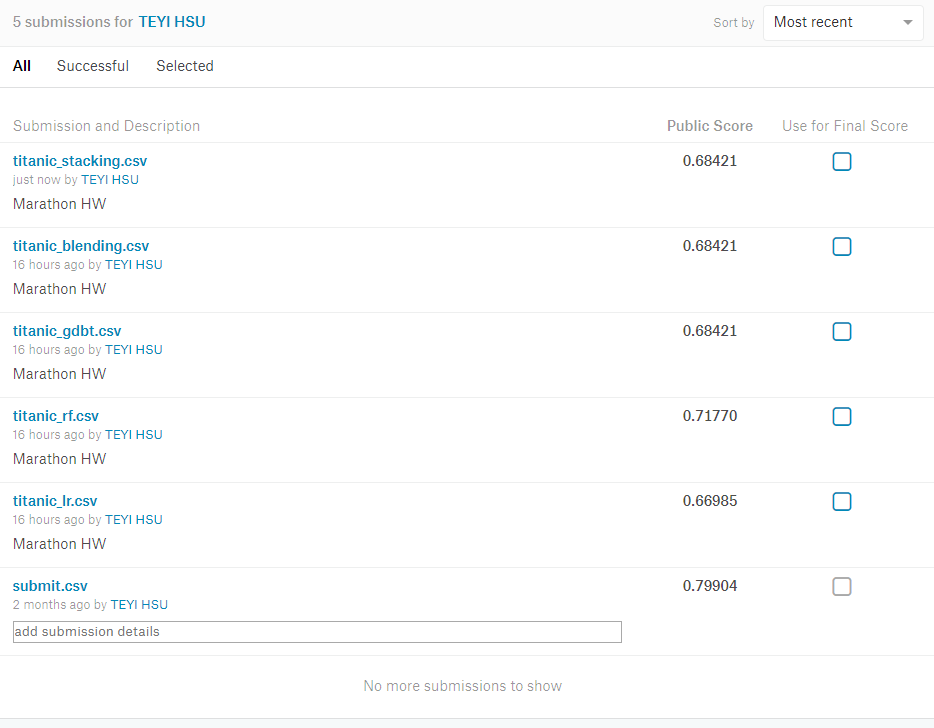 5 submissions for TEYI HSU
Sort by Most recent
All Successful Selected
Submission and Description Public Score Use for Final Score
titanic_stacking.csv 0.68421
just now by TEYI HSU
Marathon HW
titanic_blending.csv 0.68421
16 hours ago by TEYI HSU
Marathon HW
titanic_gdbt.csv 0.68421
16 hours ago by TEYI HSU
Marathon HW
titanic_rf.csv 0.71770
16 hours ago by TEYI HSU
Marathon HW
titanic_lr.csv 0.66985
16 hours ago by TEYI HSU
Marathon HW
submit.csv 0.79904
2 months ago by TEYI HSU
add submission details
No more submissions to show